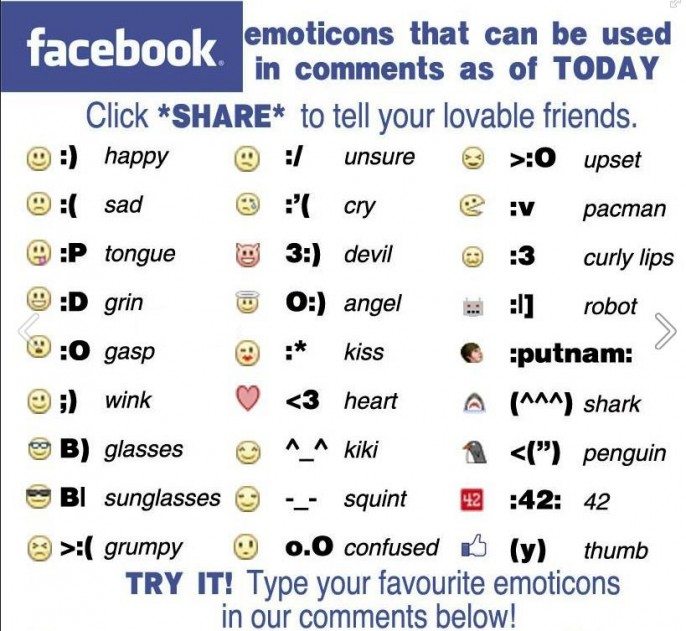 facebook.
emoticons that can be used
in comments as of TODAY
Click *SHARE* to tell your lovable friends.
:) happy :/ unsure >:O upset
:( sad :'( cry :v pacman
:P tongue 3:) devil :3 curly lips
:D grin O:) angel :|] robot
:O gasp :* kiss :putnam:
;) wink <3 heart (^^^) shark
B) glasses ^_^ kiki <(”) penguin
B| sunglasses -_- squint 42 :42: 42
>:( grumpy o.O confused (y) thumb
TRY IT! Type your favourite emoticons
in our comments below!